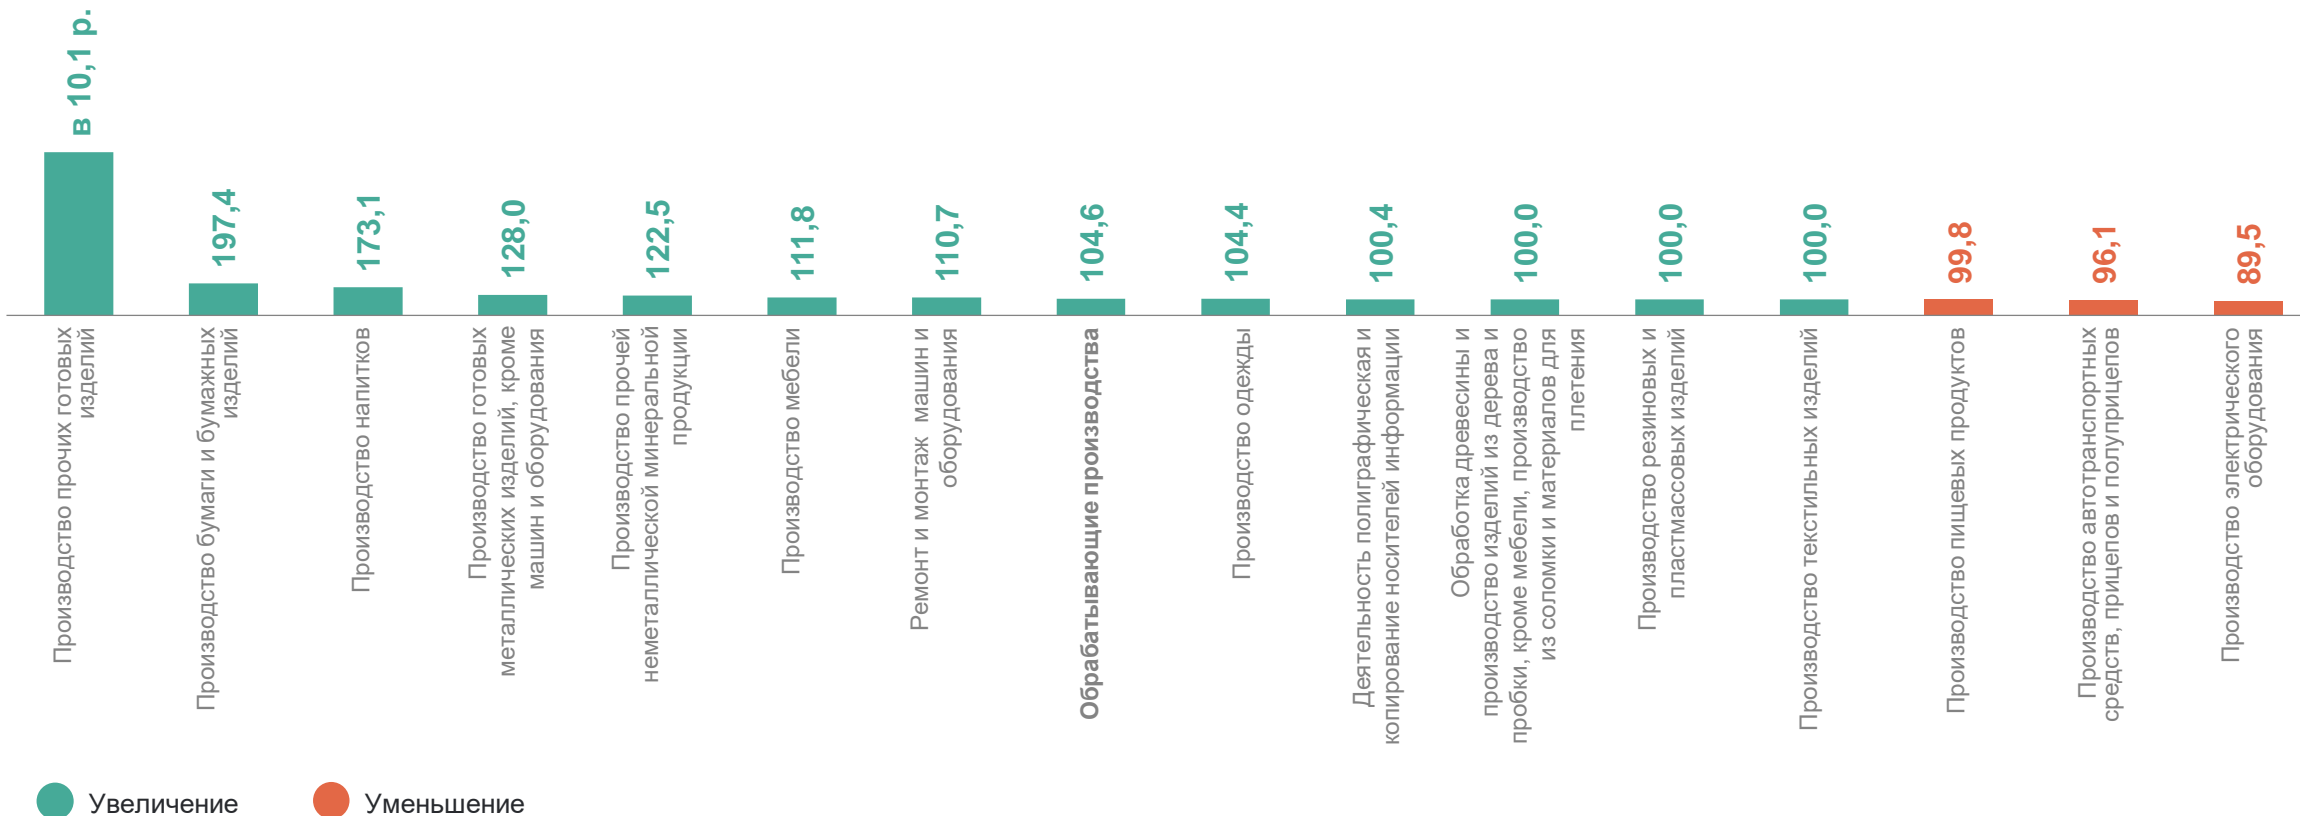 в 10,1 р.
197,4
173,1
128,0
122,5
111,8
110,7
104,6
104,4
100,4
100,0
100,0
100,0
99,8
96,1
89,5
Производство прочих готовых
изделий
Производство бумаги и бумажных
изделий
Производство напитков
Производство готовых
металлических изделий, кроме
машин и оборудования
Производство прочей
неметаллической минеральной
продукции
Производство мебели
Ремонт и монтаж машин и
оборудования
Обрабатывающие производства
Производство одежды
Деятельность полиграфическая и
копирование носителей информации
Обработка древесины и
производство изделий из дерева и
пробки, кроме мебели, производство
из соломки и материалов для
плетения
Производство резиновых и
пластмассовых изделий
Производство текстильных изделий
Производство пищевых продуктов
Производство автотранспортных
средств, прицепов и полуприцепов
Производство электрического
оборудования
Увеличение
Уменьшение